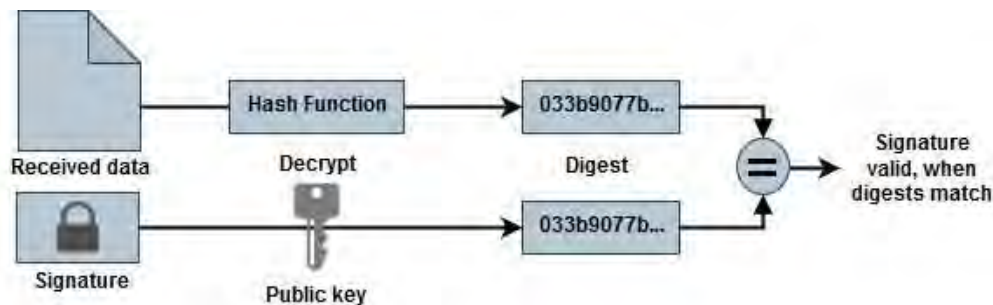 Hash Function
033b9077b...
Received data
Decrypt
Digest
Signature
valid, when
digests match
033b9077b...
Signature
Public key